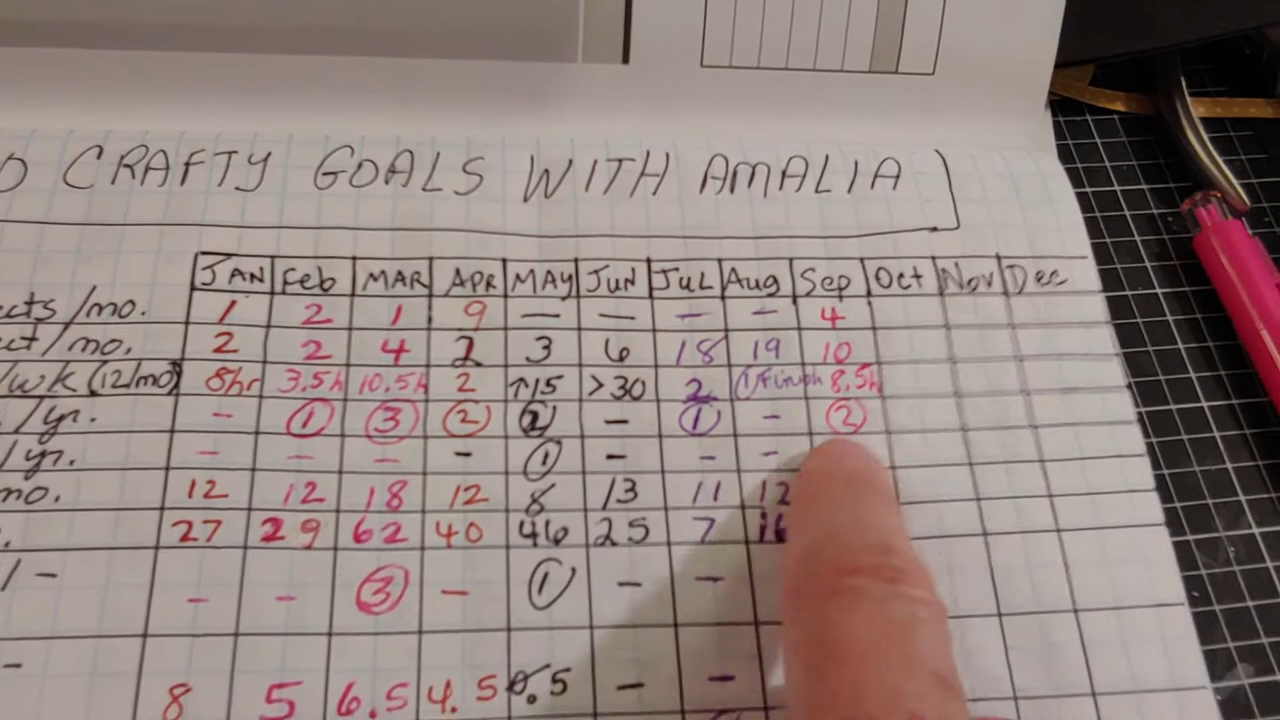 CRAFTY GOALS WITH AMALIA
JAN Feb MAR APR MAY JUN JUL Aug Sep Oct Nov Dec
cts/mo. 1 2 1 9 — — — — 4
ct/mo. 2 2 4 2 3 6 18 19 10
/wk (12/mo) 8hr 3.5h 10.5h 2 ↑15 >30 2 8.5h
/yr. - 1 3 2 2 - 1 - 2
/yr. - - - - 1 - - -
mo. 12 12 18 12 8 13 11 12
. 27 29 62 40 46 25 7 16
/ - - - 3 - 1 - -
- 8 5 6.5 4.5 .5 - -